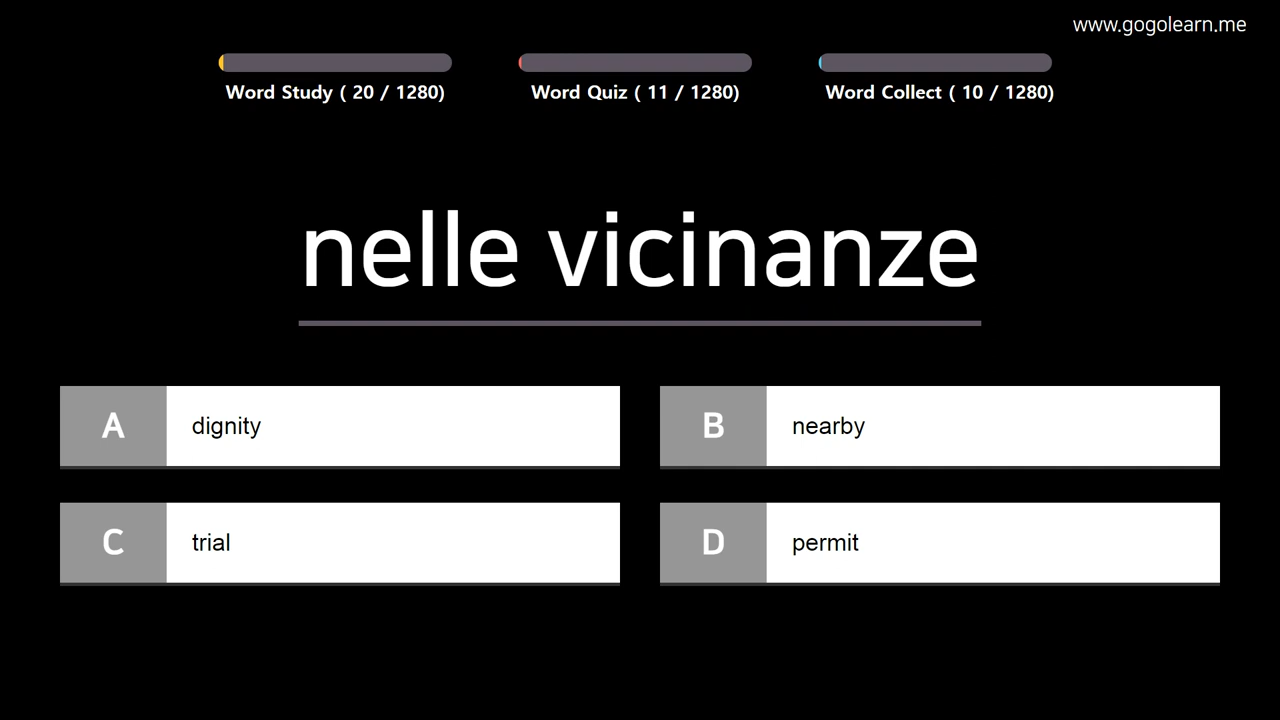 www.gogolearn.me
Word Study ( 20 / 1280)
Word Quiz ( 11 / 1280)
Word Collect ( 10 / 1280)
nelle vicinanze
A dignity
B nearby
C trial
D permit